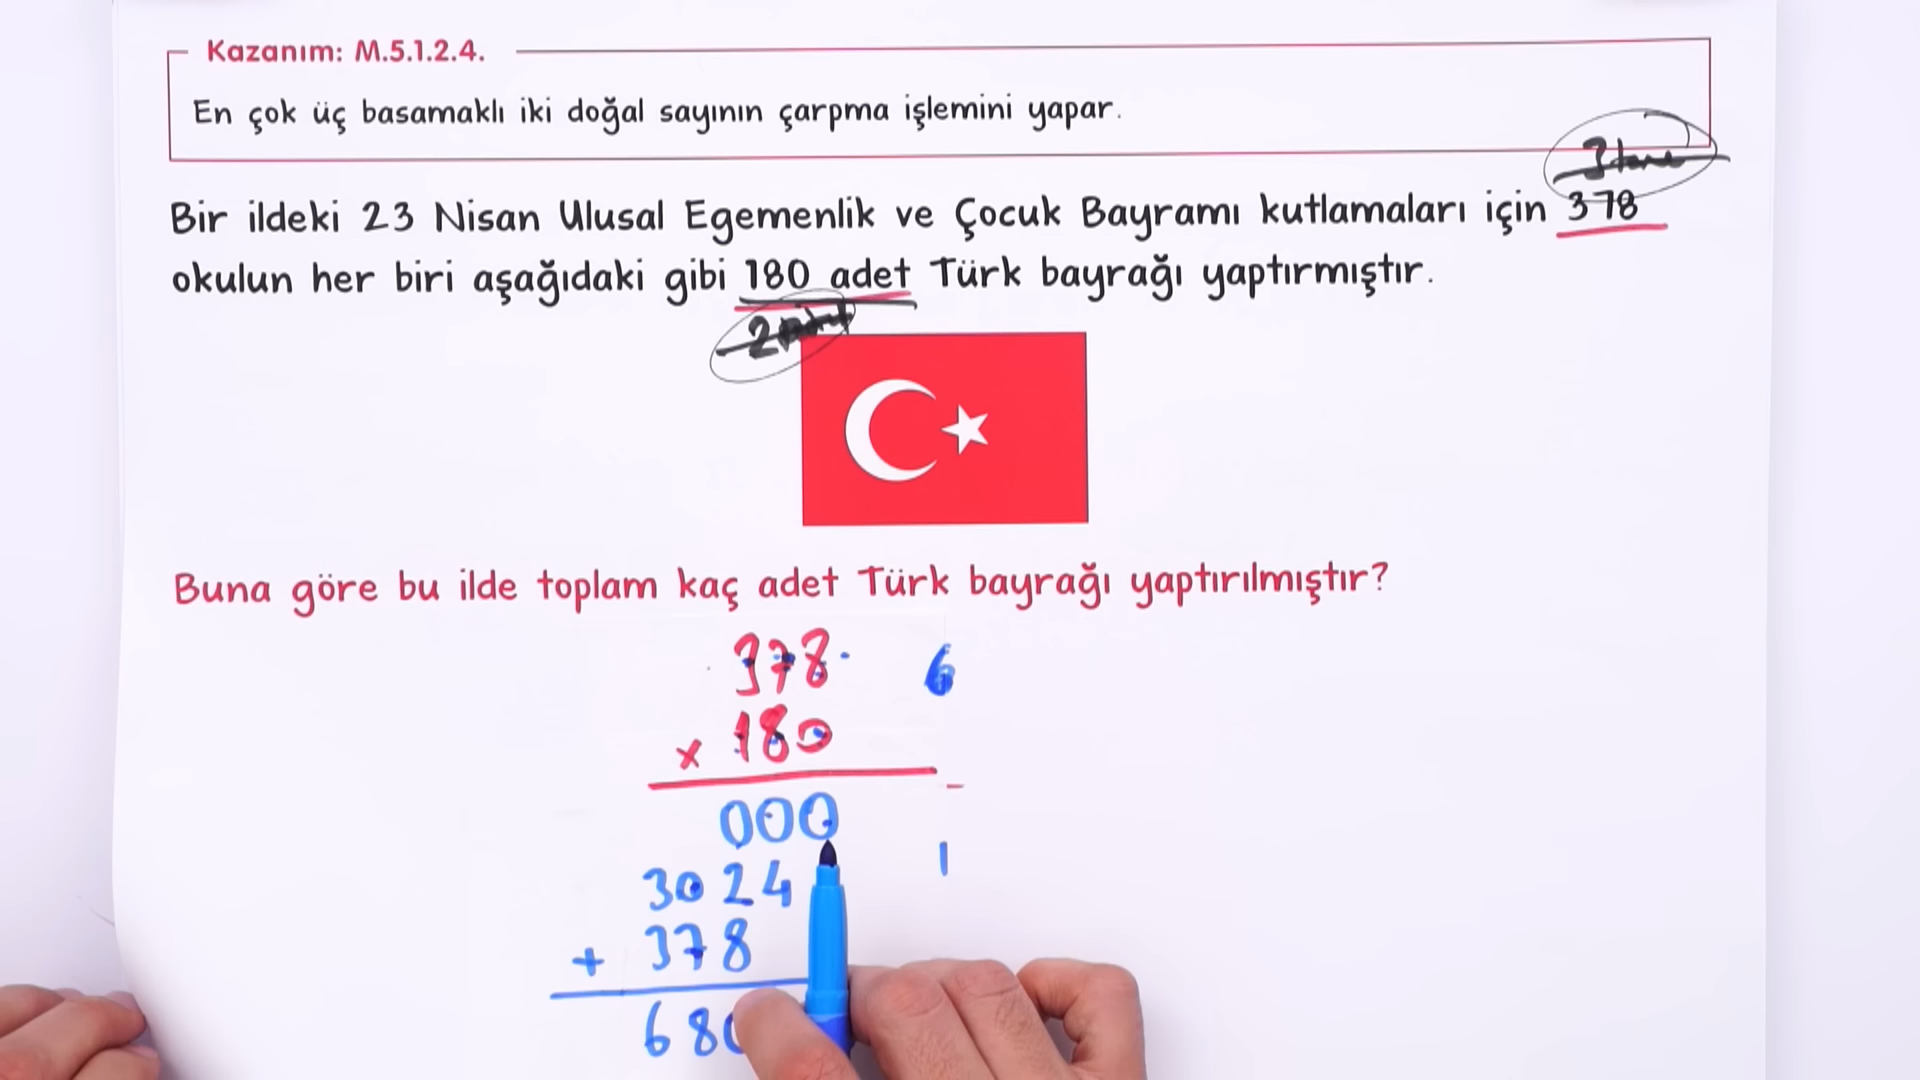 Kazanım: M.5.1.2.4.
En çok üç basamaklı iki doğal sayının çarpma işlemini yapar.
Bir ildeki 23 Nisan Ulusal Egemenlik ve Çocuk Bayramı kutlamaları için 378
okulun her biri aşağıdaki gibi 180 adet Türk bayrağı yaptırmıştır.
Buna göre bu ilde toplam kaç adet Türk bayrağı yaptırılmıştır?
378 6
x 180
000
3024 1
+ 378
680